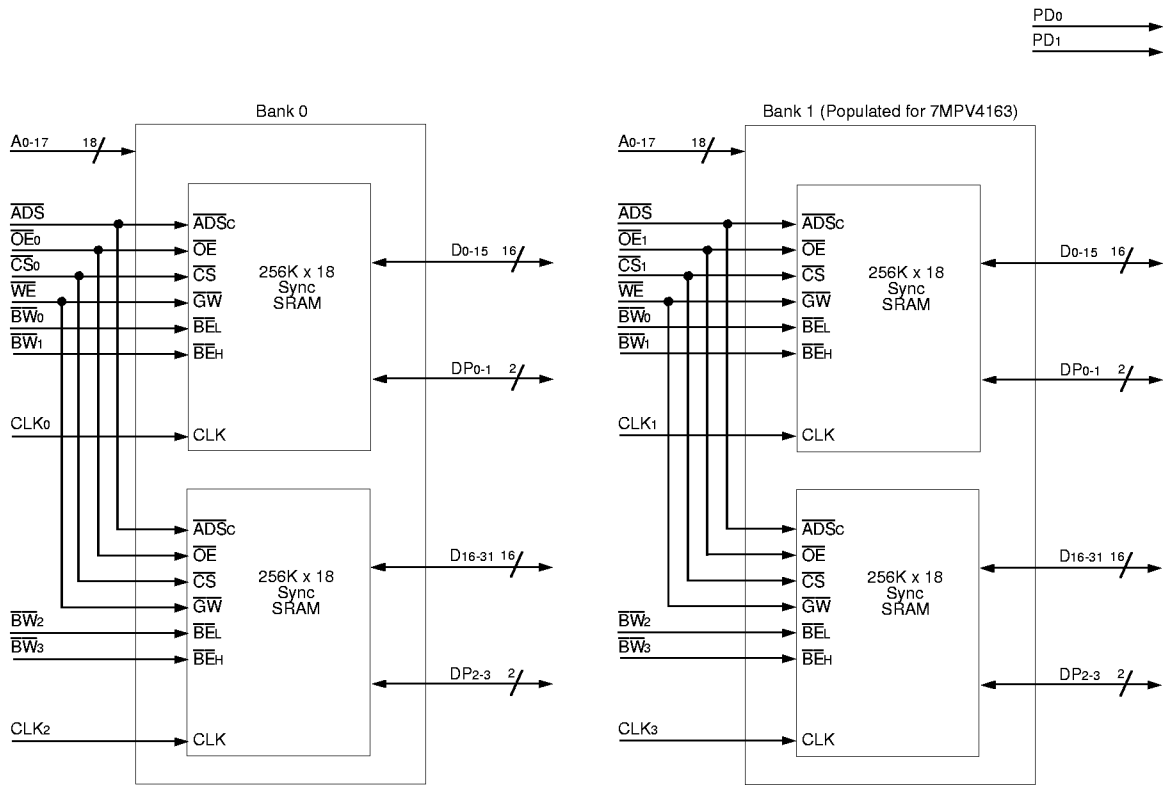 PD0
PD1
Bank 0
Bank 1 (Populated for 7MPV4163)
A0-17 18
ADS
OE0
CS0
WE
BW0
BW1
CLK0
ADSC
OE
CS
GW
BEL
BEH
CLK
256K x 18
Sync
SRAM
D0-15 16
DP0-1 2
BW2
BW3
CLK2
ADSC
OE
CS
GW
BEL
BEH
CLK
256K x 18
Sync
SRAM
D16-31 16
DP2-3 2
A0-17 18
ADS
OE1
CS1
WE
BW0
BW1
CLK1
ADSC
OE
CS
GW
BEL
BEH
CLK
256K x 18
Sync
SRAM
D0-15 16
DP0-1 2
BW2
BW3
CLK3
ADSC
OE
CS
GW
BEL
BEH
CLK
256K x 18
Sync
SRAM
D16-31 16
DP2-3 2